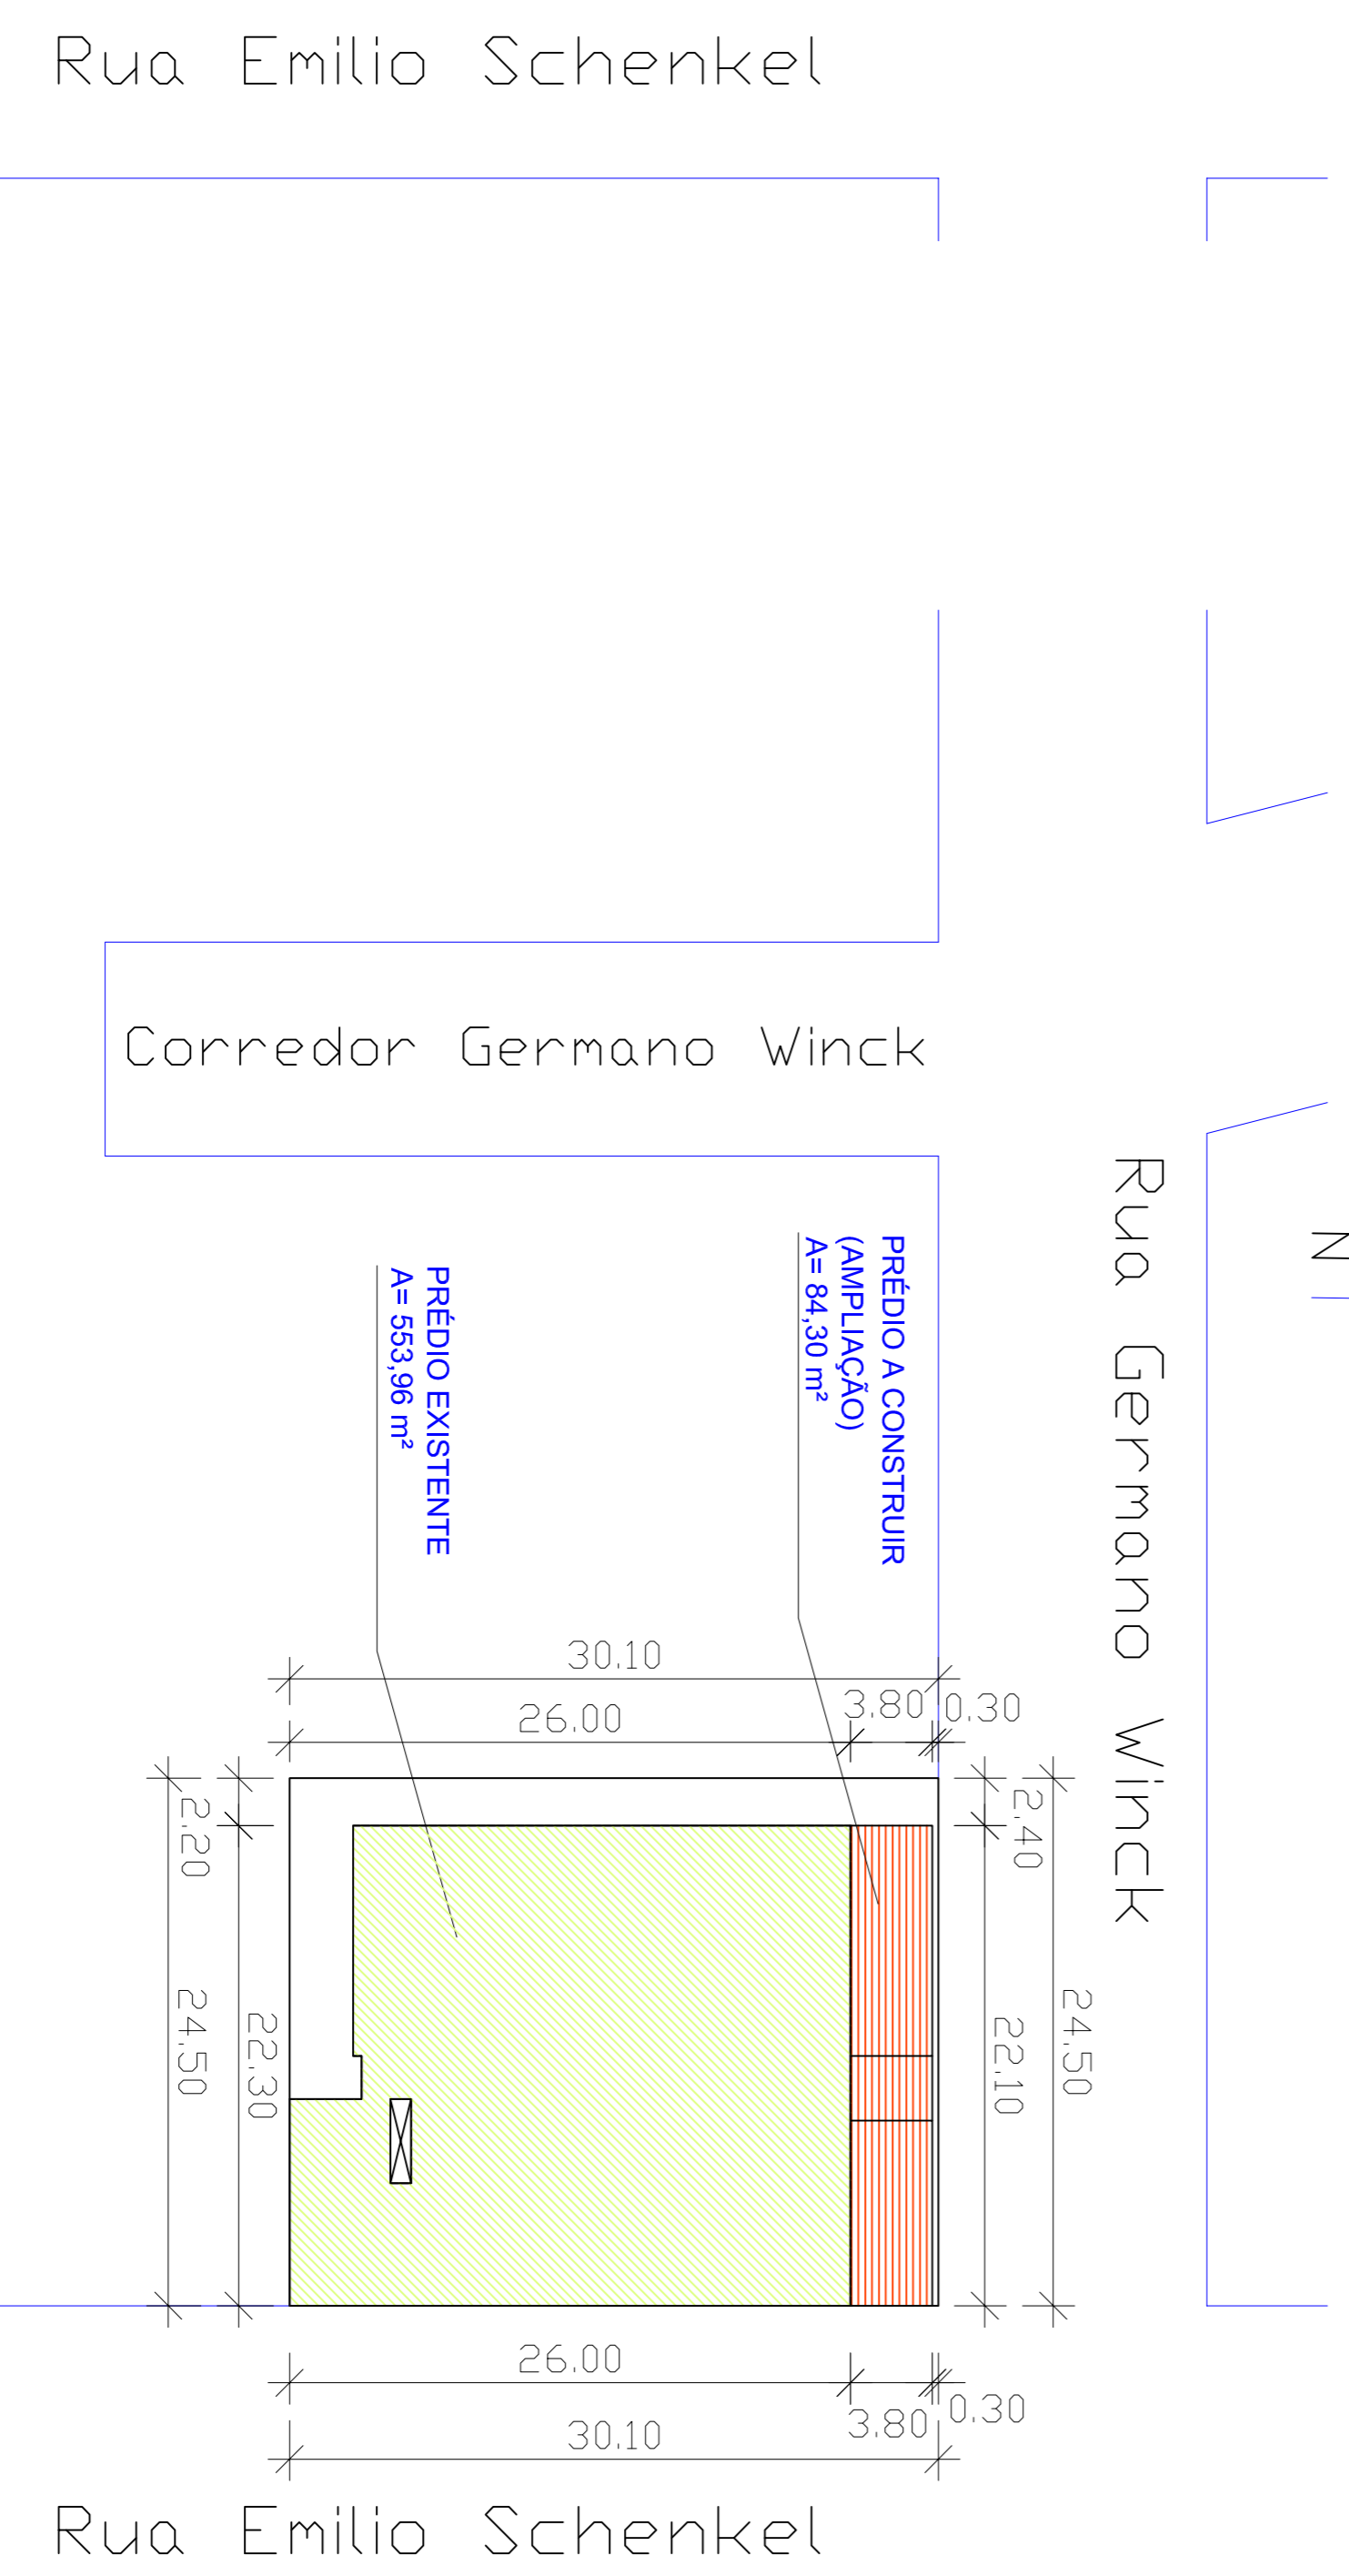 Rua Emilio Schenkel
Corredor Germano Winck
Rua Germano Winck
N
PRÉDIO A CONSTRUIR
(AMPLIAÇÃO)
A= 84,30 m²
PRÉDIO EXISTENTE
A= 553,96 m²
30.10
26.00
3.80
0.30
2.20
24.50
22.30
2.40
22.10
24.50
26.00
3.80
0.30
30.10
Rua Emilio Schenkel